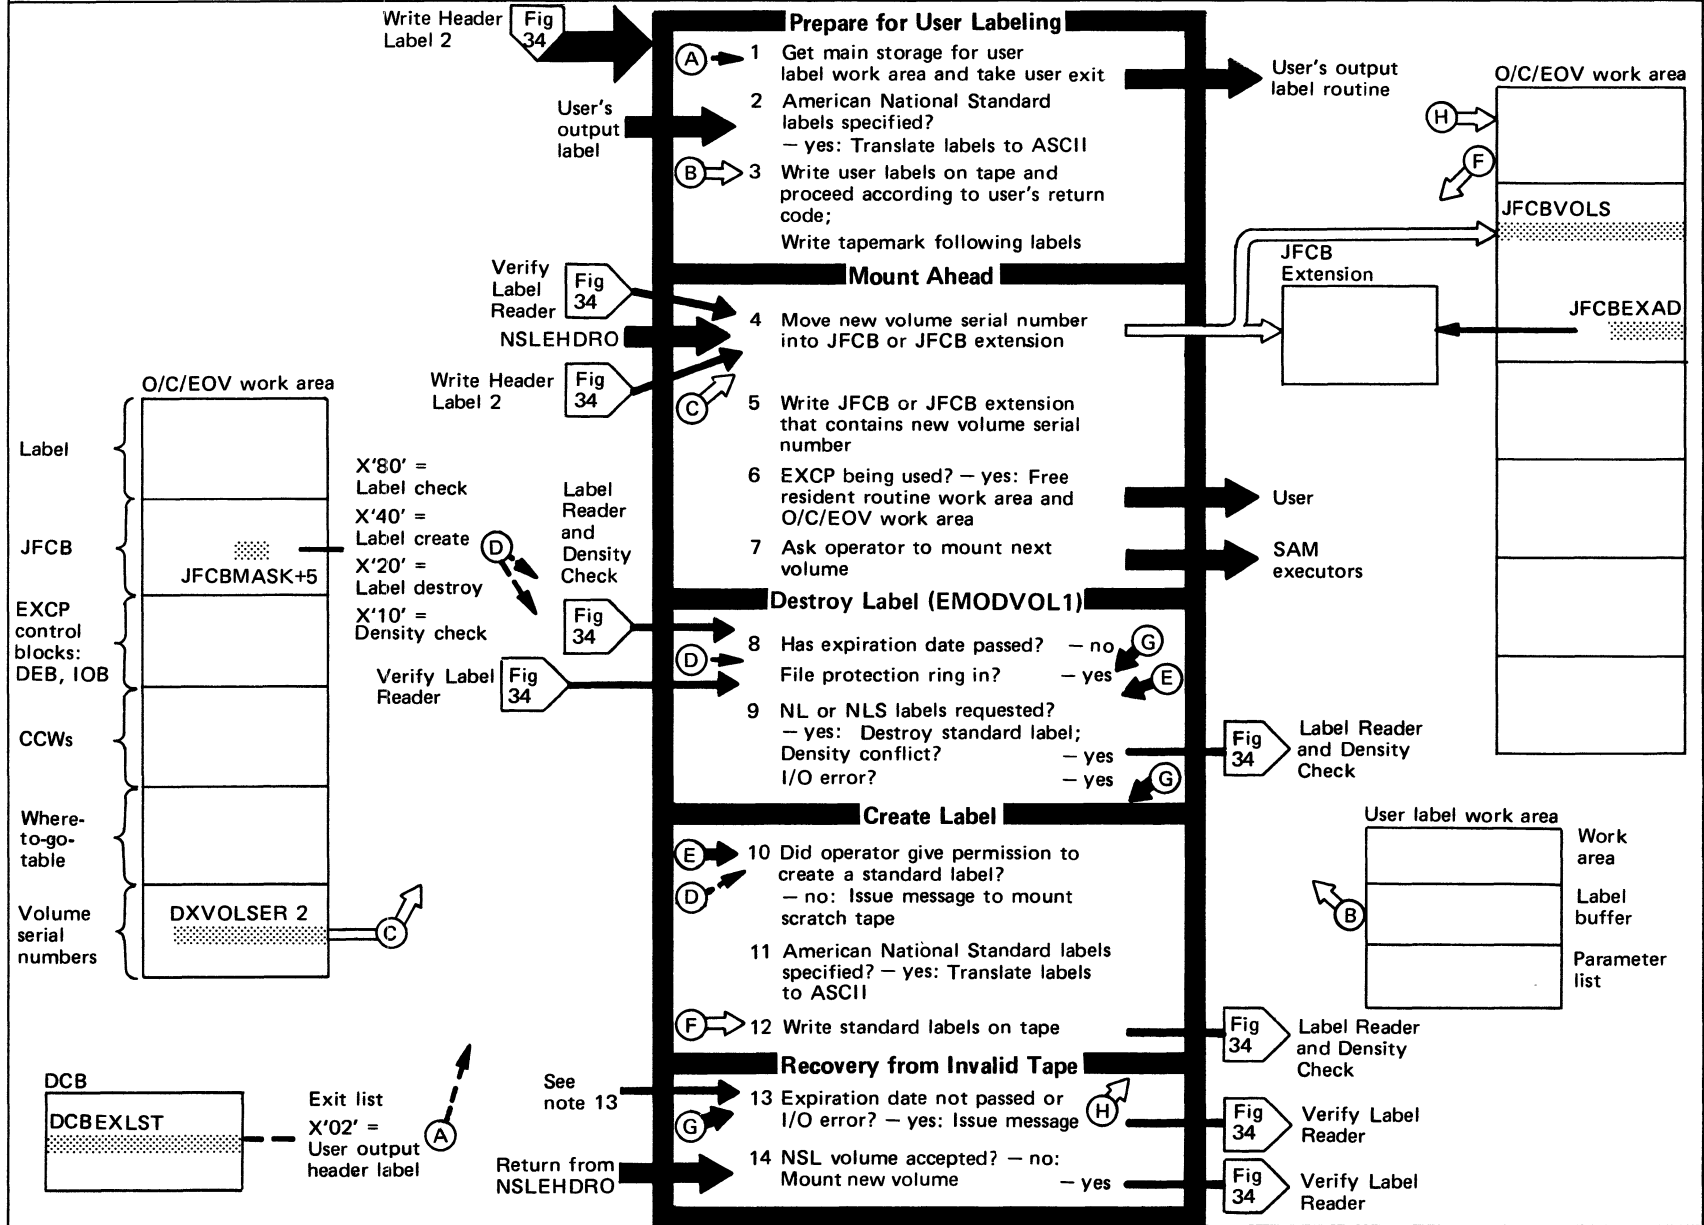 Write Header
Label 2
Fig
34
User's
output
label
Verify
Label
Reader
Fig
34
NSLEHDRO
Write Header
Label 2
Fig
34
O/C/EOV work area
Label
JFCB
JFCBMASK+5
EXCP
control
blocks:
DEB, IOB
CCWs
Where-
to-go-
table
Volume
serial
numbers
DXVOLSER 2
C
X'80' =
Label check
X'40' =
Label create
X'20' =
Label destroy
X'10' =
Density check
D
Label
Reader
and
Density
Check
Fig
34
Verify Label
Reader
Fig
34
DCB
DCBEXLST
Exit list
X'02' =
User output
header label
A
See
note 13
Return from
NSLEHDRO
Prepare for User Labeling
A
1 Get main storage for user
label work area and take user exit
2 American National Standard
labels specified?
– yes: Translate labels to ASCII
B
3 Write user labels on tape and
proceed according to user's return
code;
Write tapemark following labels
Mount Ahead
4 Move new volume serial number
into JFCB or JFCB extension
C
5 Write JFCB or JFCB extension
that contains new volume serial
number
6 EXCP being used? – yes: Free
resident routine work area and
O/C/EOV work area
7 Ask operator to mount next
volume
Destroy Label (EMODVOL1)
8 Has expiration date passed? – no
G
D
File protection ring in? – yes
E
9 NL or NLS labels requested?
– yes: Destroy standard label;
Density conflict? – yes
I/O error? – yes
G
Create Label
E
10 Did operator give permission to
create a standard label?
D
– no: Issue message to mount
scratch tape
11 American National Standard labels
specified? – yes: Translate labels
to ASCII
F
12 Write standard labels on tape
Recovery from Invalid Tape
13 Expiration date not passed or
I/O error? – yes: Issue message
H
G
14 NSL volume accepted? – no:
Mount new volume – yes
User's output
label routine
O/C/EOV work area
H
F
JFCBVOLS
JFCB
Extension
JFCBEXAD
User
SAM
executors
Fig
34
Label Reader
and Density
Check
User label work area
Work
area
Label
buffer
B
Parameter
list
Fig
34
Label Reader
and Density
Check
Fig
34
Verify Label
Reader
Fig
34
Verify Label
Reader